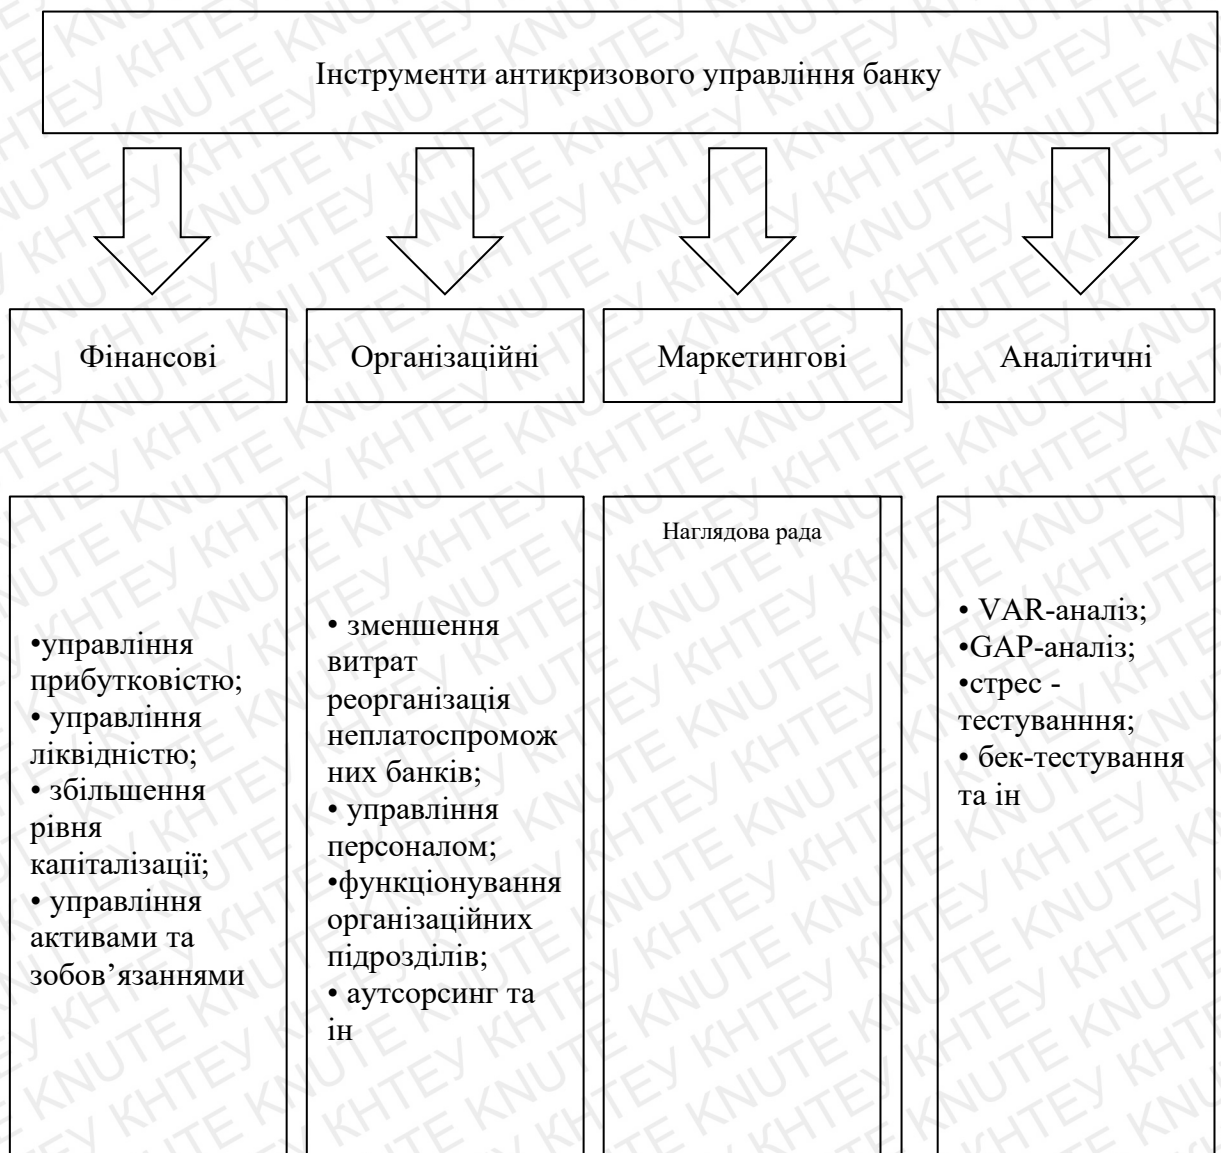 Інструменти антикризового управління банку
Фінансові
Організаційні
Маркетингові
Аналітичні
•управління
прибутковістю;
• управління
ліквідністю;
• збільшення
рівня
капіталізації;
• управління
активами та
зобов’язаннями
• зменшення
витрат
реорганізація
неплатоспромож
них банків;
• управління
персоналом;
•функціонування
організаційних
підрозділів;
• аутсорсинг та
ін
Наглядова рада
• VAR-аналіз;
•GAP-аналіз;
•стрес -
тестуванння;
• бек-тестування
та ін